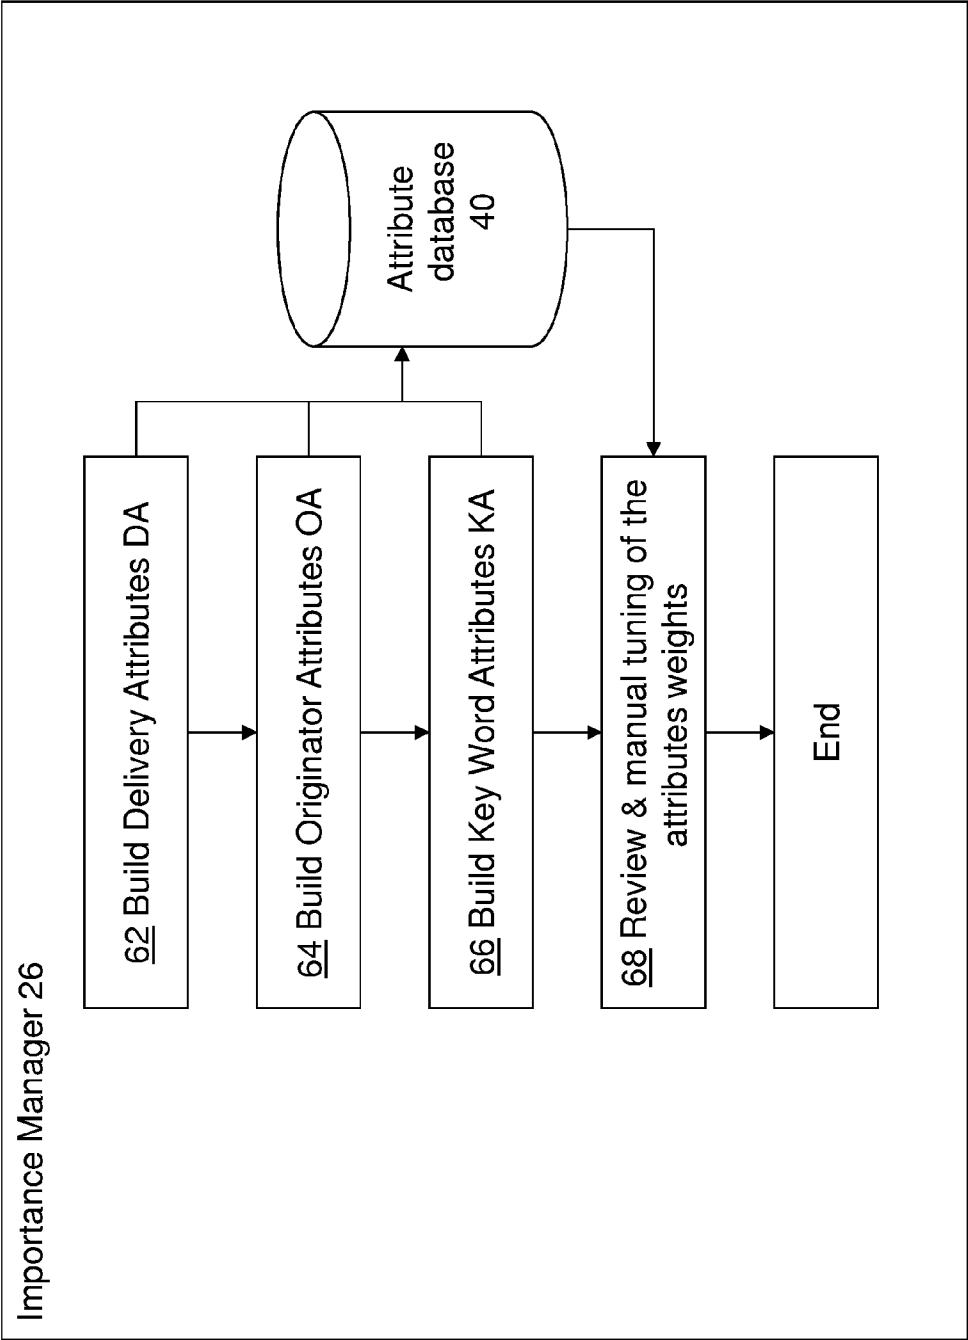 Importance Manager 26
62 Build Delivery Attributes DA
64 Build Originator Attributes OA
66 Build Key Word Attributes KA
68 Review & manual tuning of the
attributes weights
End
Attribute
database
40